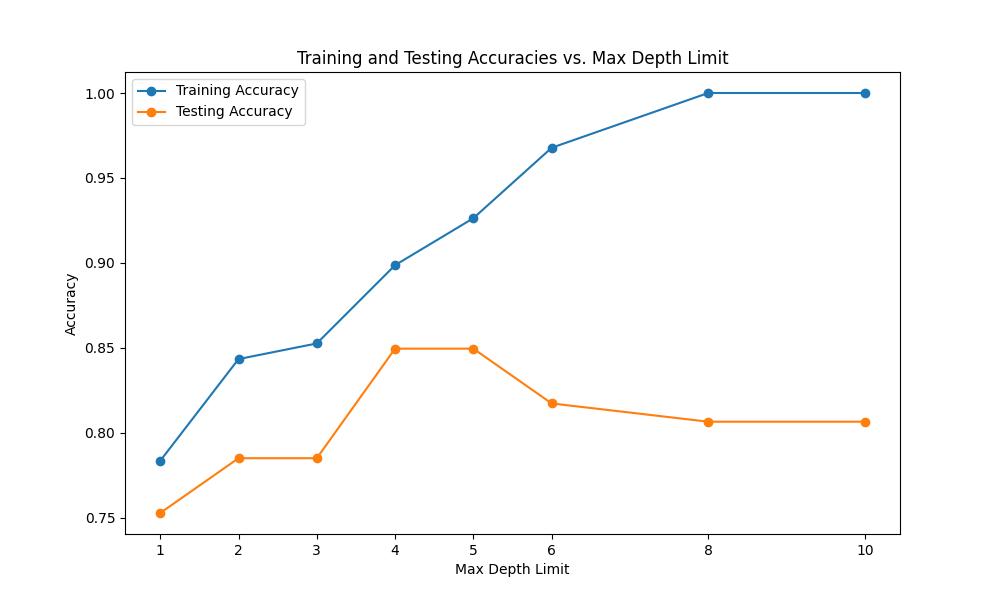 Training and Testing Accuracies vs. Max Depth Limit
Training Accuracy
Testing Accuracy
1.00
0.95
0.90
0.85
0.80
0.75
Accuracy
1 2 3 4 5 6 8 10
Max Depth Limit